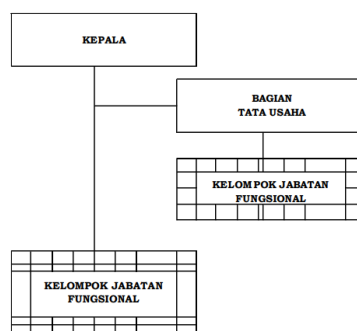 KEPALA
BAGIAN
TATA USAHA
KELOMPOK JABATAN
FUNGSIONAL
KELOMPOK JABATAN
FUNGSIONAL